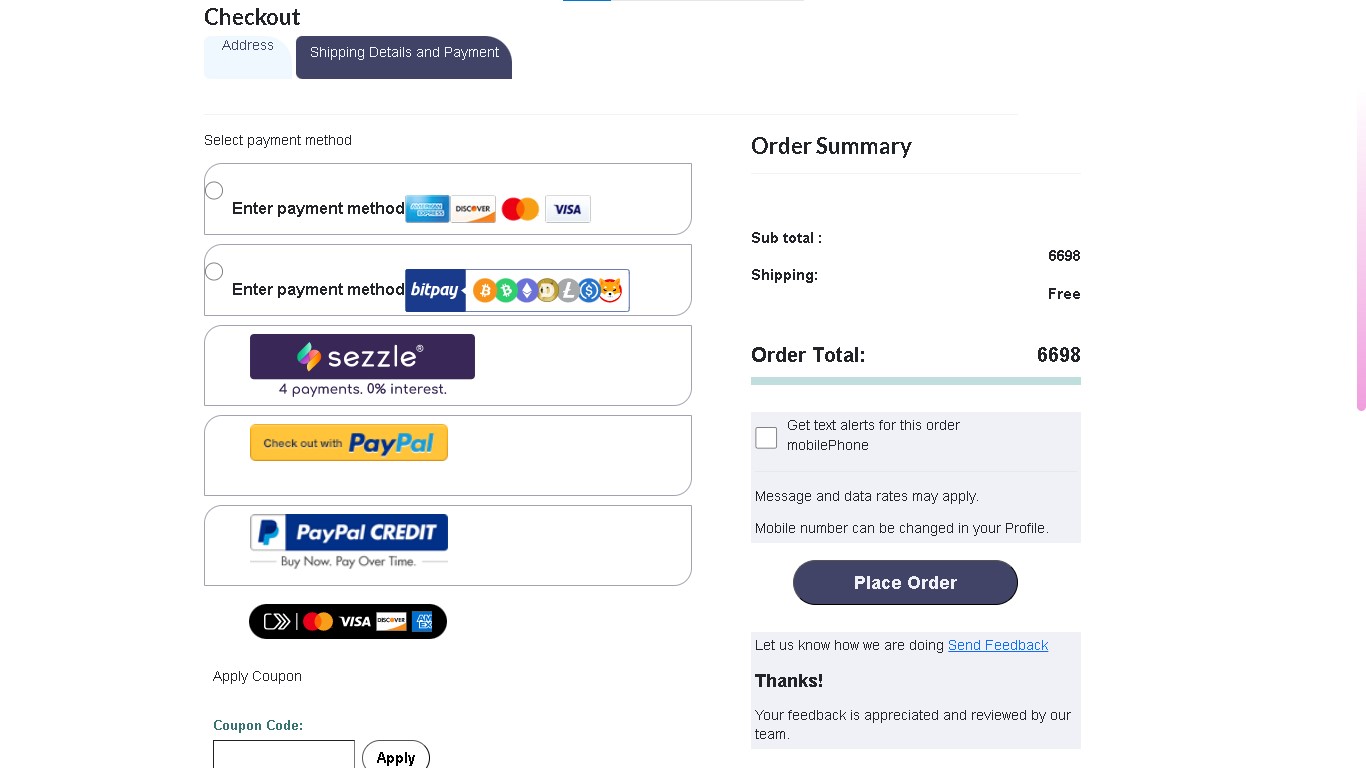 Checkout
Address
Shipping Details and Payment
Select payment method
Enter payment method AMERICAN EXPRESS DISCOVER VISA
Enter payment method bitpay
sezzle®
4 payments. 0% interest.
Check out with PayPal
PayPal CREDIT
Buy Now. Pay Over Time.
VISA DISCOVER AM EX
Apply Coupon
Coupon Code:
Apply
Order Summary
Sub total :
6698
Shipping:
Free
Order Total: 6698
Get text alerts for this order
mobilePhone
Message and data rates may apply.
Mobile number can be changed in your Profile.
Place Order
Let us know how we are doing Send Feedback
Thanks!
Your feedback is appreciated and reviewed by our
team.